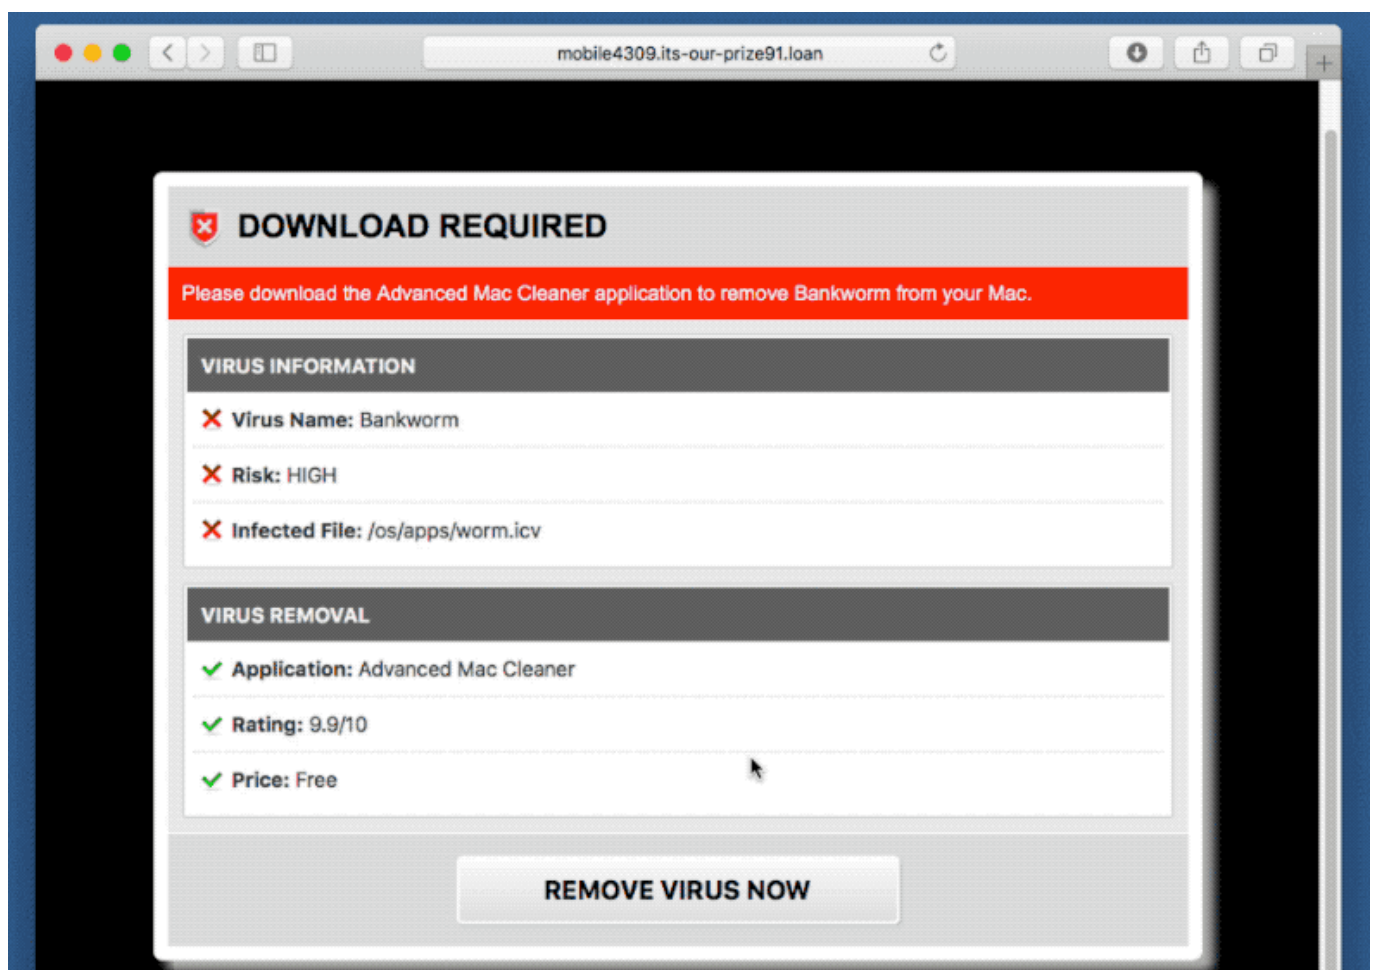 mobile4309.its-our-prize91.loan
DOWNLOAD REQUIRED
Please download the Advanced Mac Cleaner application to remove Bankworm from your Mac.
VIRUS INFORMATION
Virus Name: Bankworm
Risk: HIGH
Infected File: /os/apps/worm.icv
VIRUS REMOVAL
Application: Advanced Mac Cleaner
Rating: 9.9/10
Price: Free
REMOVE VIRUS NOW